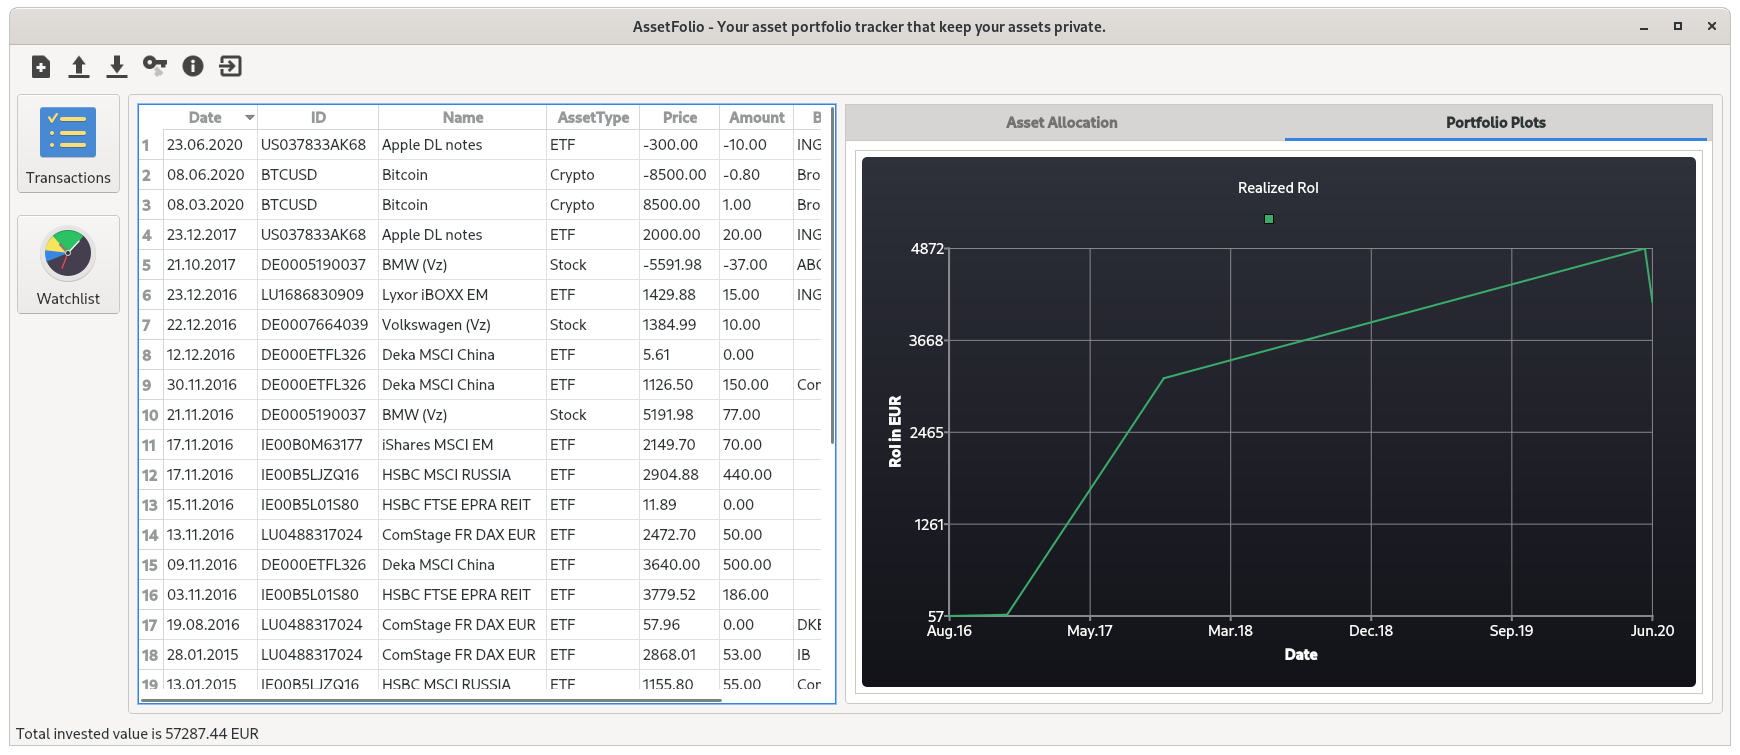 AssetFolio - Your asset portfolio tracker that keep your assets private.
Transactions
Watchlist
Date ID Name AssetType Price Amount B
1 23.06.2020 US037833AK68 Apple DL notes ETF -300.00 -10.00 ING
2 08.06.2020 BTCUSD Bitcoin Crypto -8500.00 -0.80 Bro
3 08.03.2020 BTCUSD Bitcoin Crypto 8500.00 1.00 Bro
4 23.12.2017 US037833AK68 Apple DL notes ETF 2000.00 20.00 ING
5 21.10.2017 DE0005190037 BMW (Vz) Stock -5591.98 -37.00 ABC
6 23.12.2016 LU1686830909 Lyxor iBOXX EM ETF 1429.88 15.00 ING
7 22.12.2016 DE0007664039 Volkswagen (Vz) Stock 1384.99 10.00
8 12.12.2016 DE000ETFL326 Deka MSCI China ETF 5.61 0.00
9 30.11.2016 DE000ETFL326 Deka MSCI China ETF 1126.50 150.00 Com
10 21.11.2016 DE0005190037 BMW (Vz) Stock 5191.98 77.00
11 17.11.2016 IE00B0M63177 iShares MSCI EM ETF 2149.70 70.00
12 17.11.2016 IE00B5LJZQ16 HSBC MSCI RUSSIA ETF 2904.88 440.00
13 15.11.2016 IE00B5L01S80 HSBC FTSE EPRA REIT ETF 11.89 0.00
14 13.11.2016 LU0488317024 ComStage FR DAX EUR ETF 2472.70 50.00
15 09.11.2016 DE000ETFL326 Deka MSCI China ETF 3640.00 500.00
16 03.11.2016 IE00B5L01S80 HSBC FTSE EPRA REIT ETF 3779.52 186.00
17 19.08.2016 LU0488317024 ComStage FR DAX EUR ETF 57.96 0.00 DKB
18 28.01.2015 LU0488317024 ComStage FR DAX EUR ETF 2868.01 53.00 IB
19 13.01.2015 IE00B5LJZQ16 HSBC MSCI RUSSIA ETF 1155.80 55.00 Com
Asset Allocation Portfolio Plots
Realized RoI
4872
3668
2465
1261
57
RoI in EUR
Aug.16 May.17 Mar.18 Dec.18 Sep.19 Jun.20
Date
Total invested value is 57287.44 EUR